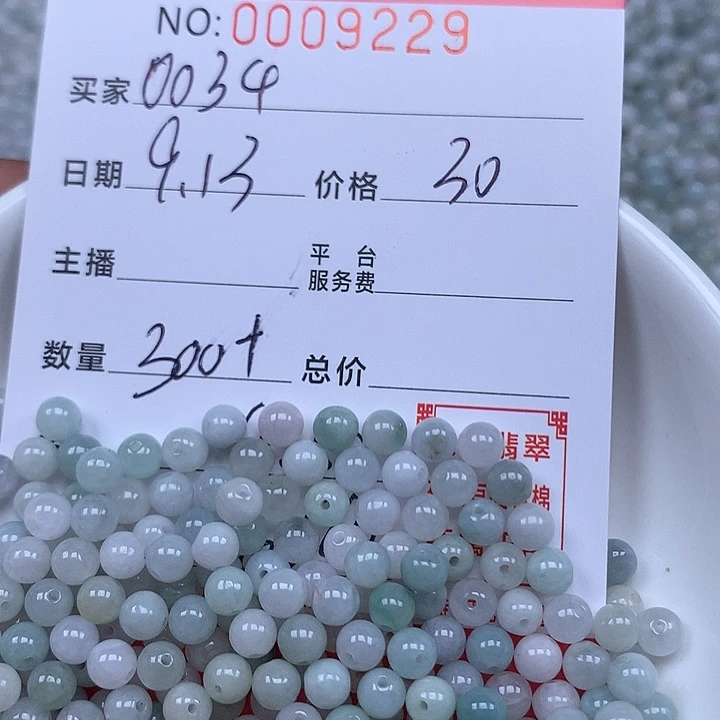 NO: 0009229
买家 0034
日期 9.13 价格 30
主播 平台服务费
数量 300+ 总价
翡翠
棉